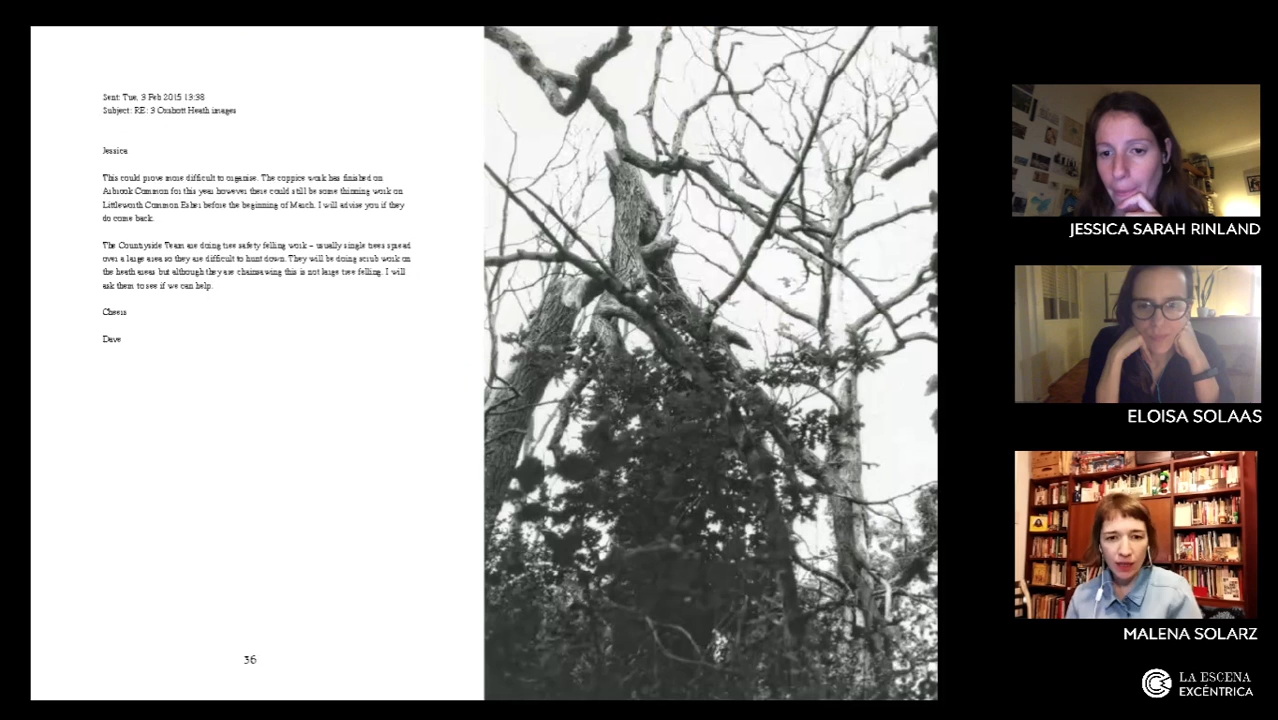 Sent: Tue, 3 Feb 2015 13:38
Subject: RE: 3 Oxshott Heath images
Jessica
This could prove more difficult to organise. The coppice work has finished on
Arbrook Common for this year however there could still be some thinning work on
Littleworth Common Esher before the beginning of March. I will advise you if they
do come back.
The Countryside Team are doing tree safety felling work – usually single trees spread
over a large area so they are difficult to hunt down. They will be doing scrub work on
the heath areas but although they are chainsawing this is not large tree felling. I will
ask them to see if we can help.
Cheers
Dave
36
JESSICA SARAH RINLAND
ELOISA SOLAAS
MALENA SOLARZ
LA ESCENA
EXCÉNTRICA